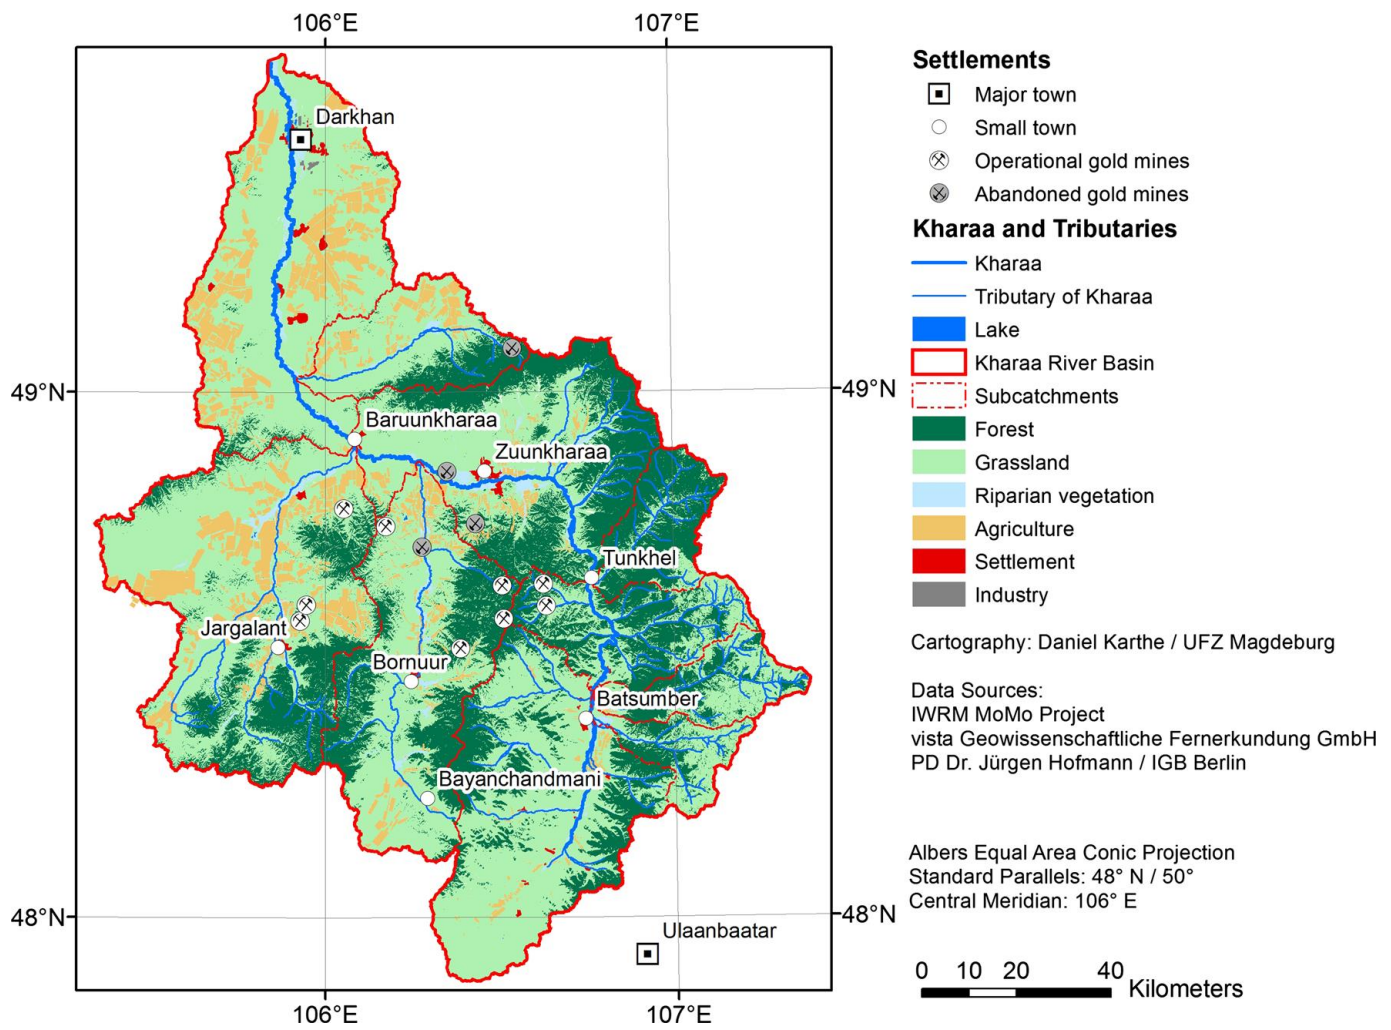 106°E
107°E
Darkhan
49°N
49°N
Baruunkharaa
Zuunkharaa
Tunkhel
Jargalant
Bornuur
Batsumber
Bayanchandmani
48°N
48°N
Ulaanbaatar
106°E
107°E
Settlements
Major town
Small town
Operational gold mines
Abandoned gold mines
Kharaa and Tributaries
Kharaa
Tributary of Kharaa
Lake
Kharaa River Basin
Subcatchments
Forest
Grassland
Riparian vegetation
Agriculture
Settlement
Industry
Cartography: Daniel Karthe / UFZ Magdeburg
Data Sources:
IWRM MoMo Project
vista Geowissenschaftliche Fernerkundung GmbH
PD Dr. Jürgen Hofmann / IGB Berlin
Albers Equal Area Conic Projection
Standard Parallels: 48° N / 50°
Central Meridian: 106° E
0 10 20 40
Kilometers